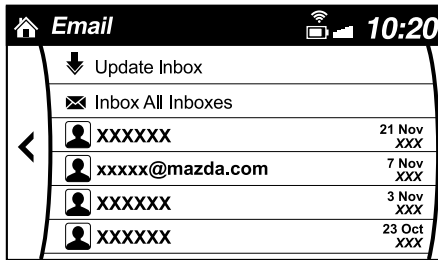 Email 10:20
Update Inbox
Inbox All Inboxes
XXXXXX 21 Nov
XXX
xxxxx@mazda.com 7 Nov
XXX
XXXXXX 3 Nov
XXX
XXXXXX 23 Oct
XXX